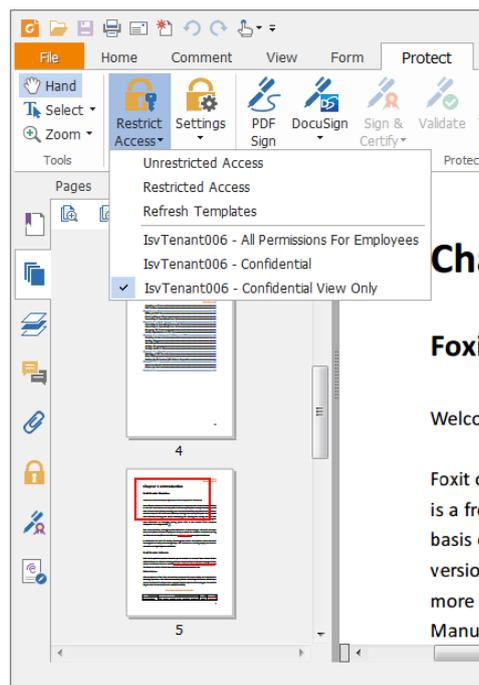 File Home Comment View Form Protect
Hand
Select
Zoom
Tools
Restrict Access
Settings
PDF Sign
DocuSign
Sign & Certify
Validate
Protec
Unrestricted Access
Restricted Access
Refresh Templates
IsvTenant006 - All Permissions For Employees
IsvTenant006 - Confidential
IsvTenant006 - Confidential View Only
Pages
4
5
Cha
Foxi
Welco
Foxit
is a fr
basis
versio
more
Manu